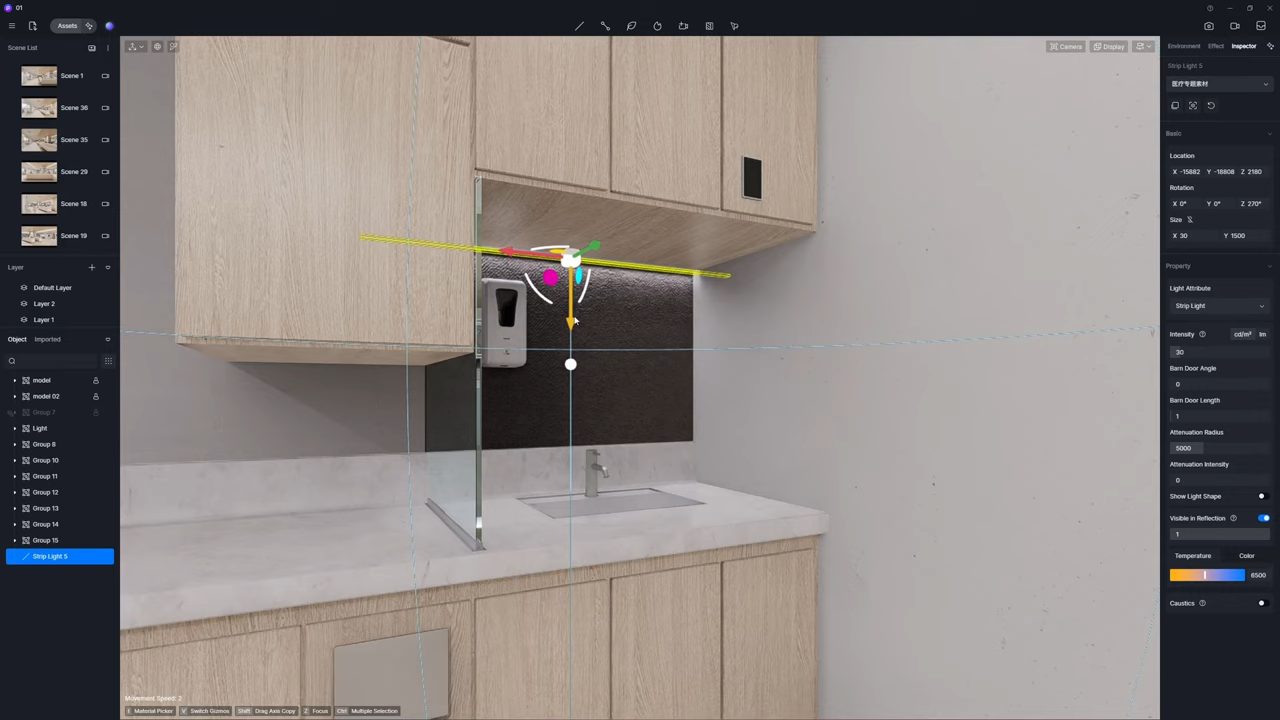 01
Assets
Scene List
Scene 1
Scene 36
Scene 35
Scene 29
Scene 18
Scene 19
Layer
Default Layer
Layer 2
Layer 1
Object Imported
model
model 02
Group 7
Light
Group 8
Group 10
Group 11
Group 12
Group 13
Group 14
Group 15
Strip Light 5
Camera Display
Movement Speed: 2
I Material Picker V Switch Gizmos Shift Drag Axis Copy Z Focus Ctrl Multiple Selection
Environment Effect Inspector
Strip Light 5
医疗专题素材
Basic
Location
X -15882 Y -18808 Z 2180
Rotation
X 0° Y 0° Z 270°
Size
X 30 Y 1500
Property
Light Attribute
Strip Light
Intensity cd/m² lm
30
Barn Door Angle
0
Barn Door Length
1
Attenuation Radius
5000
Attenuation Intensity
0
Show Light Shape
Visible in Reflection
1
Temperature Color
6500
Caustics